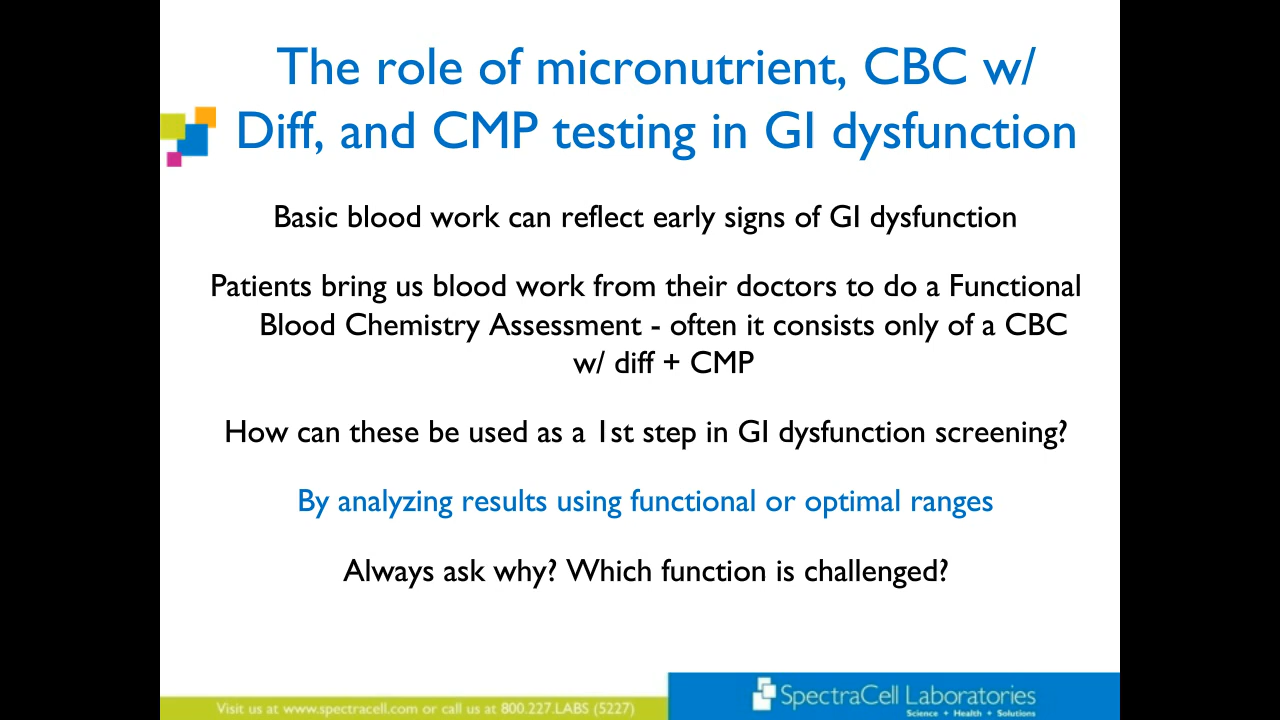 The role of micronutrient, CBC w/
Diff, and CMP testing in GI dysfunction
Basic blood work can reflect early signs of GI dysfunction
Patients bring us blood work from their doctors to do a Functional
Blood Chemistry Assessment - often it consists only of a CBC
w/ diff + CMP
How can these be used as a 1st step in GI dysfunction screening?
By analyzing results using functional or optimal ranges
Always ask why? Which function is challenged?
Visit us at www.spectracell.com or call us at 800.227.LABS (5227)
SpectraCell Laboratories
Science + Health + Solutions